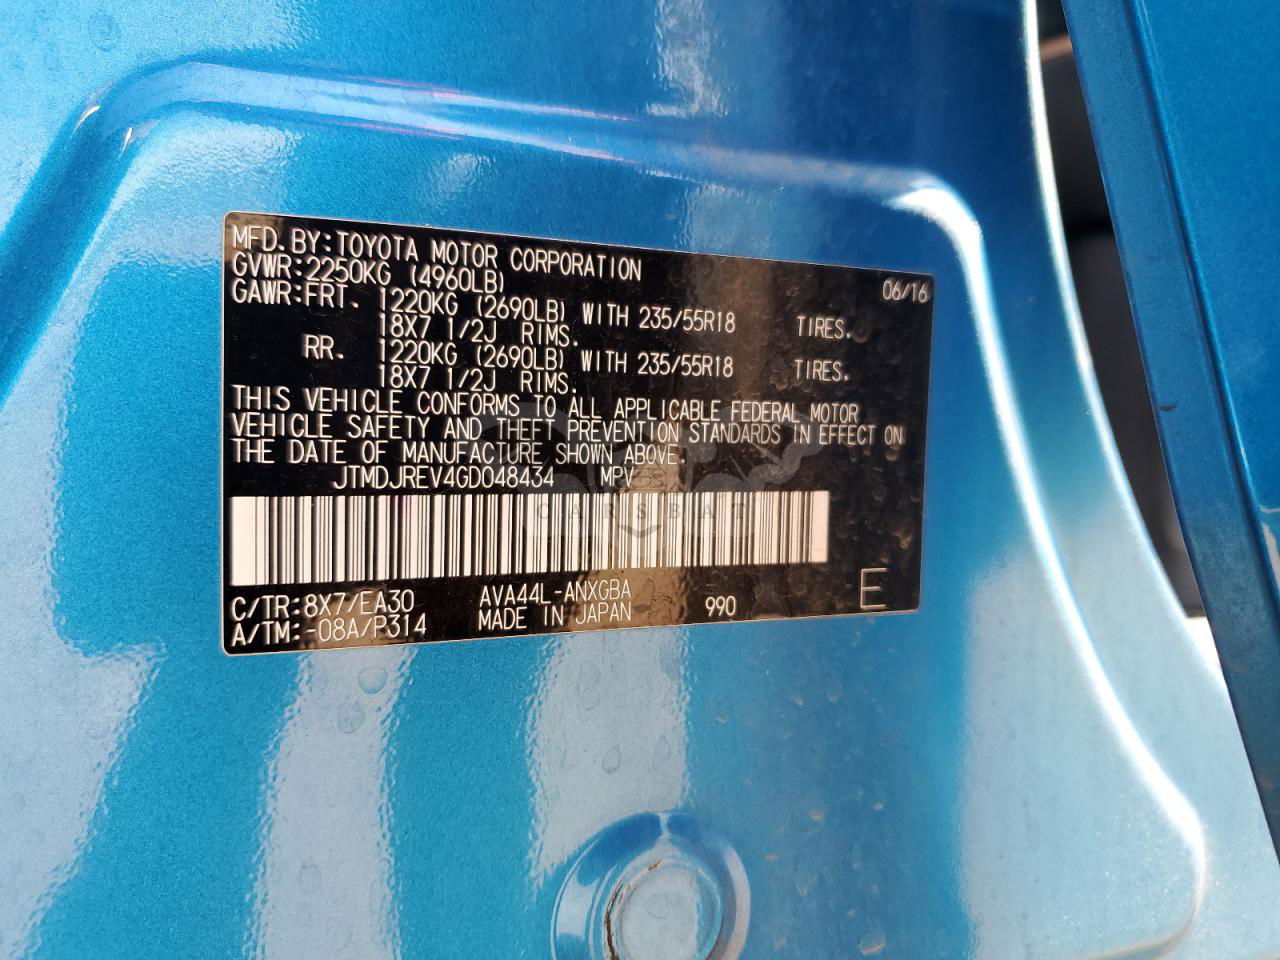 MFD. BY:TOYOTA MOTOR CORPORATION 06/16
GVWR:2250KG (4960LB)
GAWR:FRT. 1220KG (2690LB) WITH 235/55R18 TIRES.
18X7 1/2J RIMS.
RR. 1220KG (2690LB) WITH 235/55R18 TIRES.
18X7 1/2J RIMS.
THIS VEHICLE CONFORMS TO ALL APPLICABLE FEDERAL MOTOR
VEHICLE SAFETY AND THEFT PREVENTION STANDARDS IN EFFECT ON
THE DATE OF MANUFACTURE SHOWN ABOVE.
JTMDJREV4GD048434 MPV
CARSBAT
C/TR:8X7/EA30 AVA44L-ANXGBA 990 E
A/TM:-08A/P314 MADE IN JAPAN